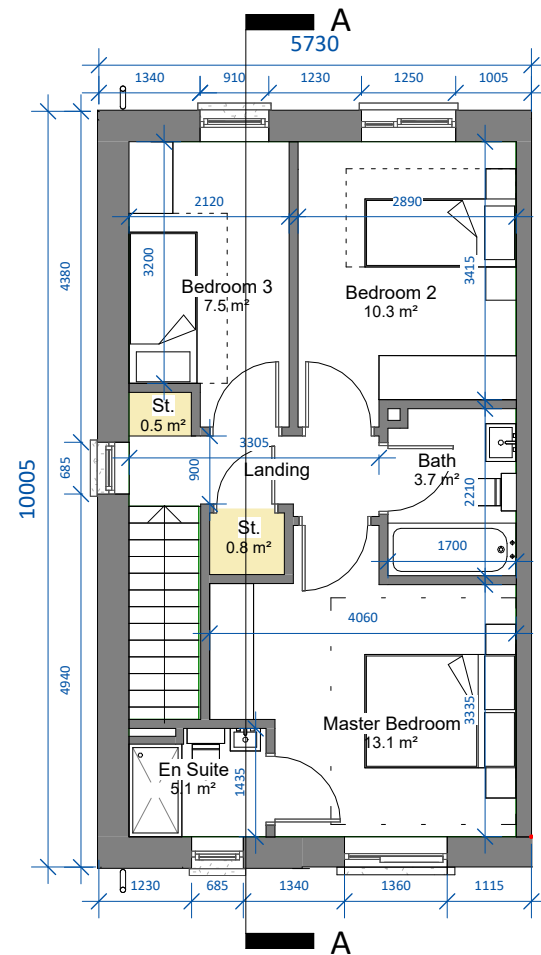 A
5730
1340 910 1230 1250 1005
2120 2890
4380
3200
3415
Bedroom 3
7.5 m²
Bedroom 2
10.3 m²
St.
0.5 m²
3305
685
900
Landing
Bath
3.7 m²
2210
10005
St.
0.8 m²
1700
4060
4940
3335
Master Bedroom
13.1 m²
En Suite
5.1 m²
1435
1230 685 1340 1360 1115
A